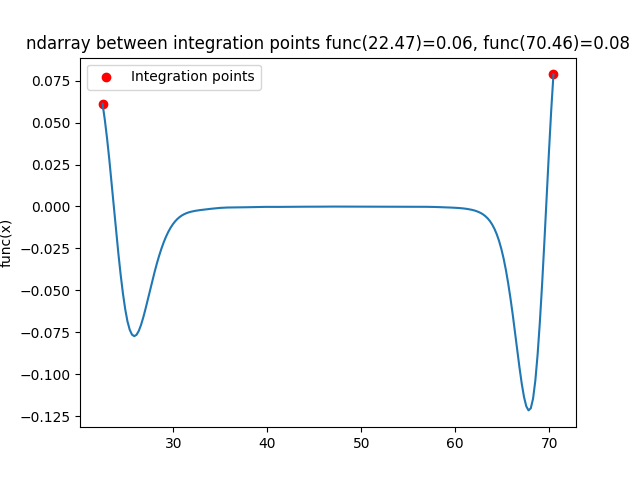 ndarray between integration points func(22.47)=0.06, func(70.46)=0.08
Integration points
func(x)
0.075
0.050
0.025
0.000
−0.025
−0.050
−0.075
−0.100
−0.125
30 40 50 60 70